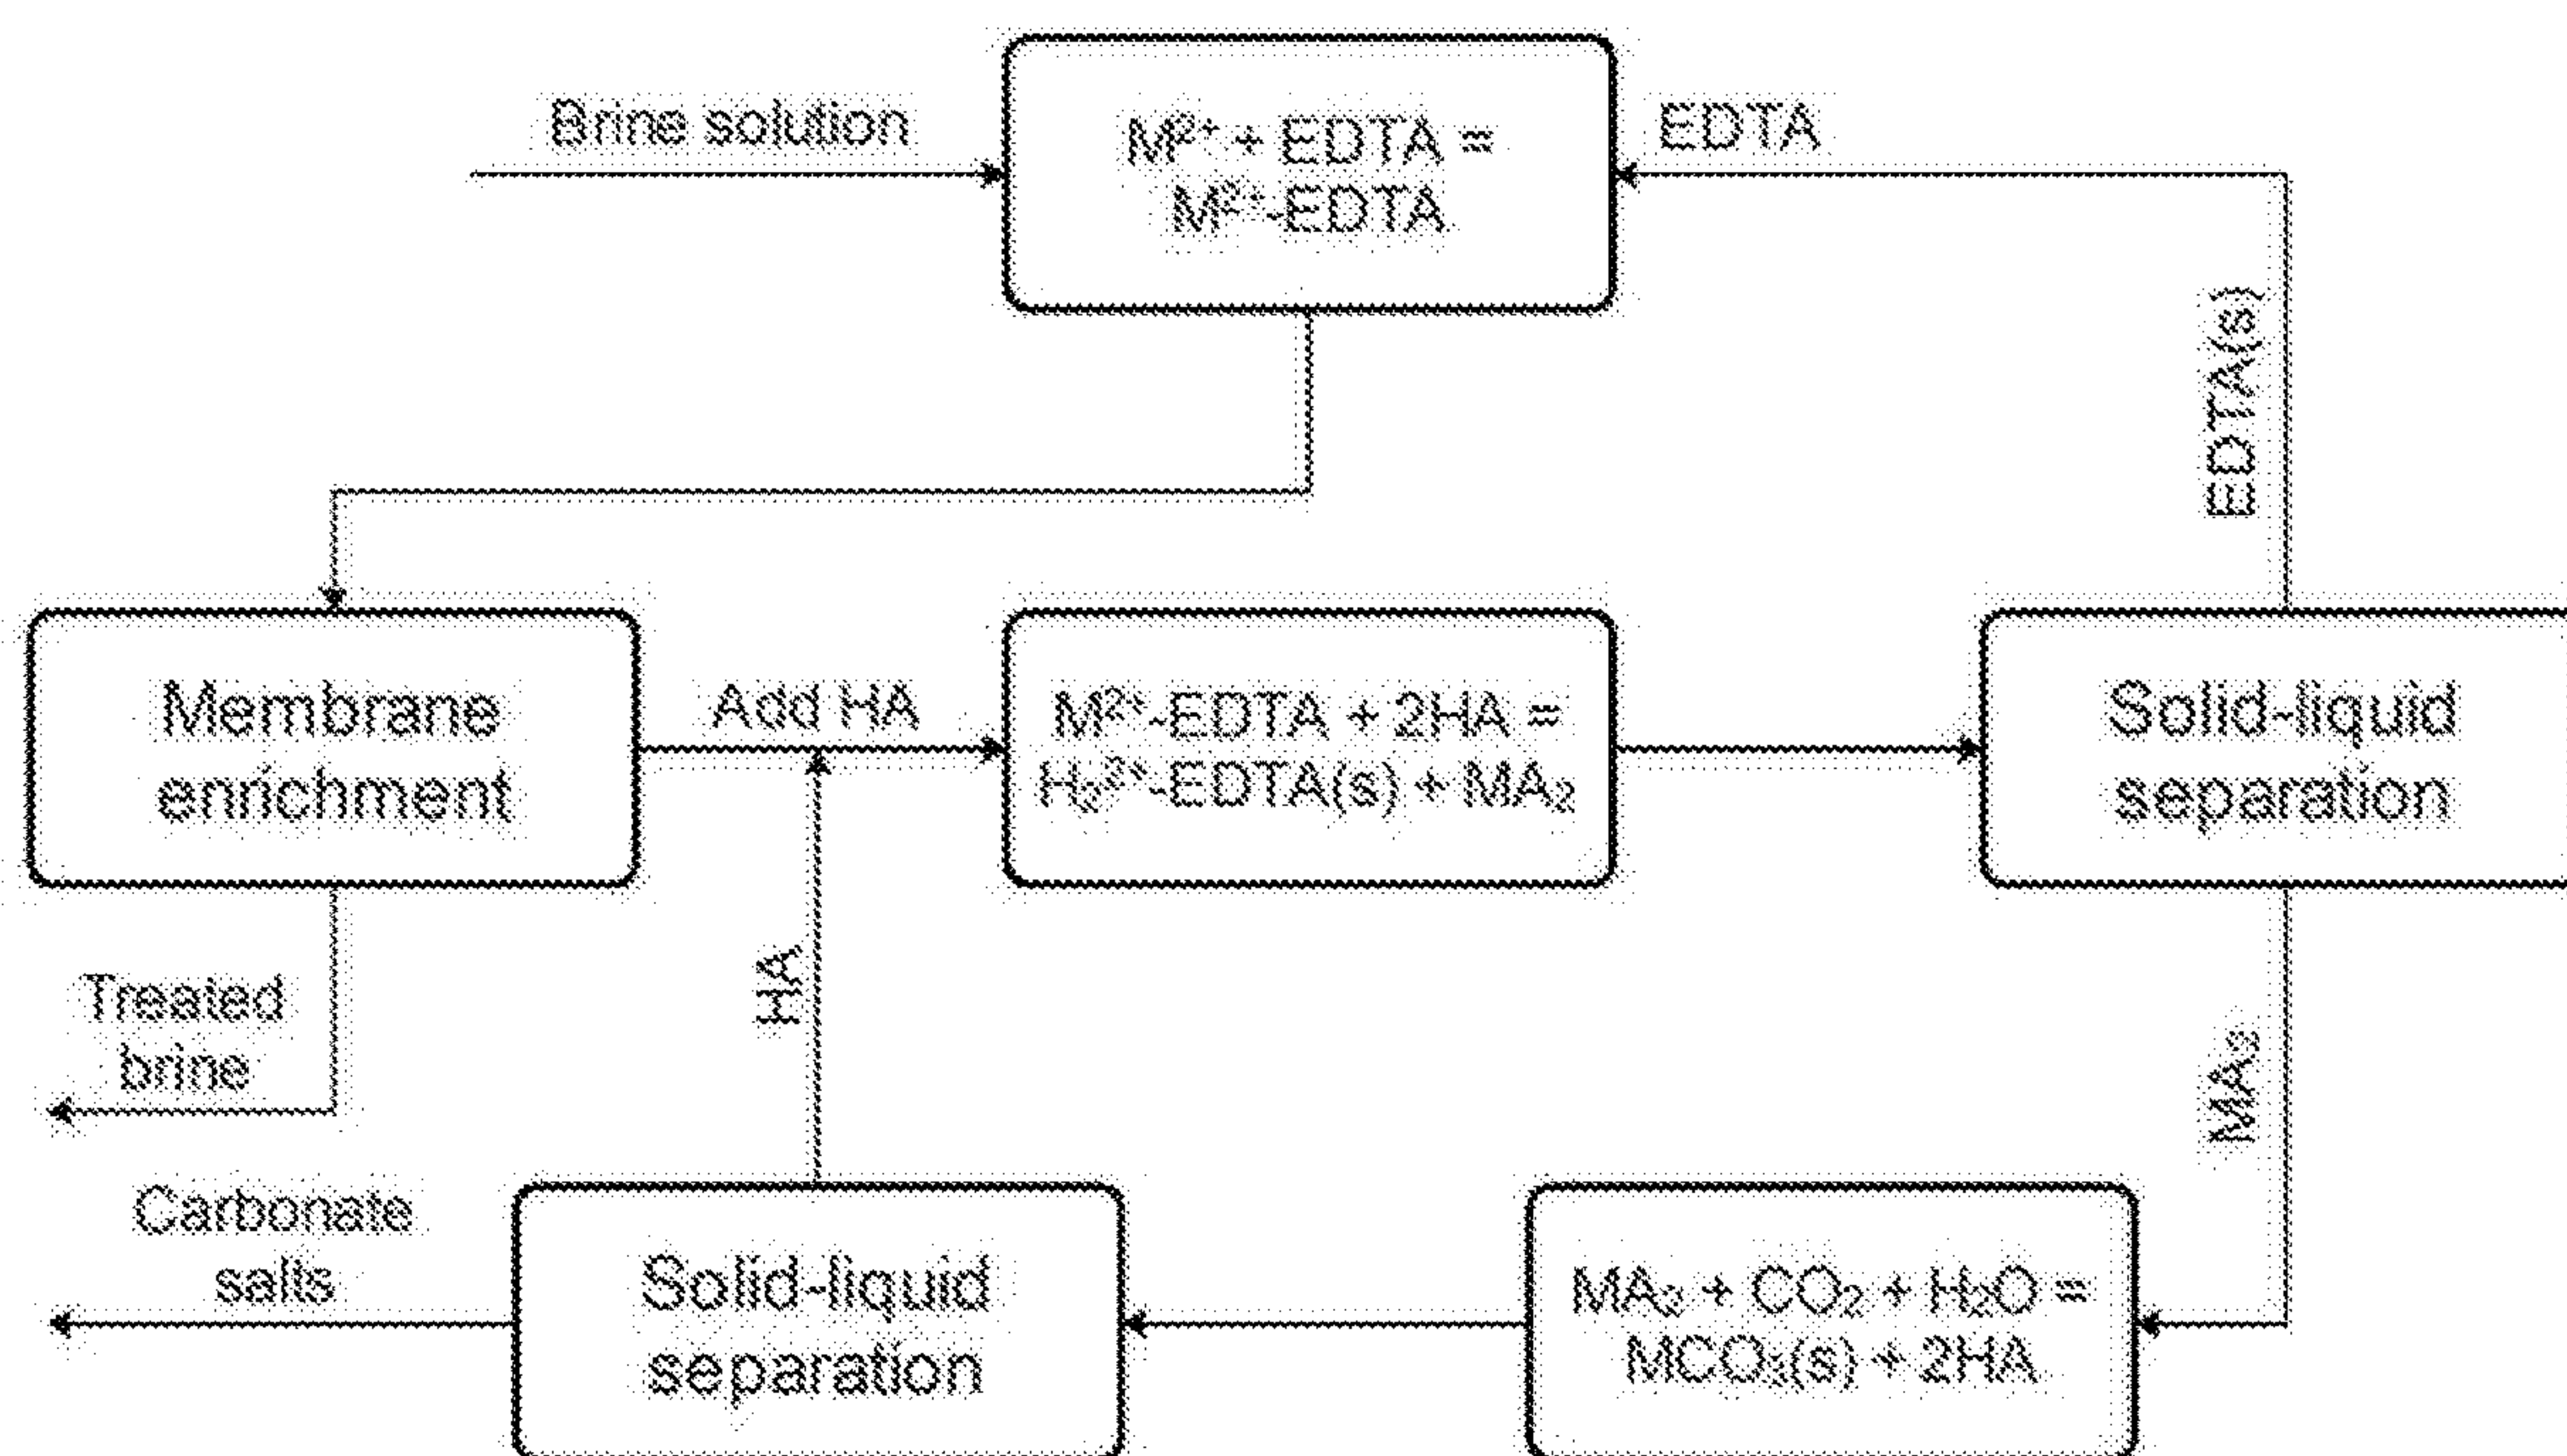 Brine solution
M²⁺ + EDTA =
M²⁺-EDTA
EDTA
EDTA(s)
Membrane
enrichment
Add HA
M²⁺-EDTA + 2HA =
H₂²⁺-EDTA(s) + MA₂
Solid-liquid
separation
Treated
brine
HA
MA₂
Carbonate
salts
Solid-liquid
separation
MA₂ + CO₂ + H₂O =
MCO₃(s) + 2HA